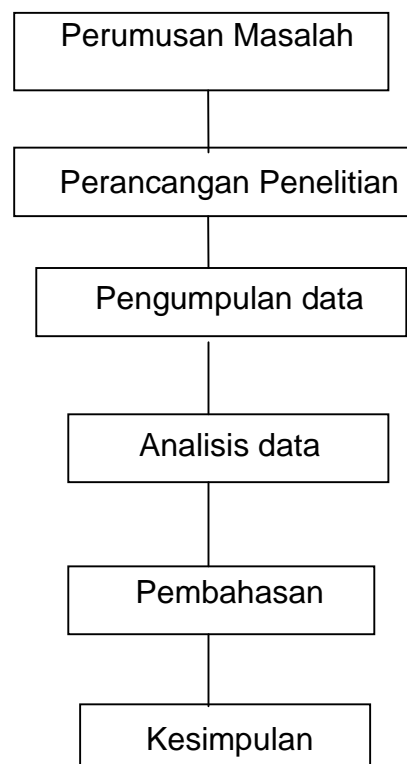 Perumusan Masalah
Perancangan Penelitian
Pengumpulan data
Analisis data
Pembahasan
Kesimpulan